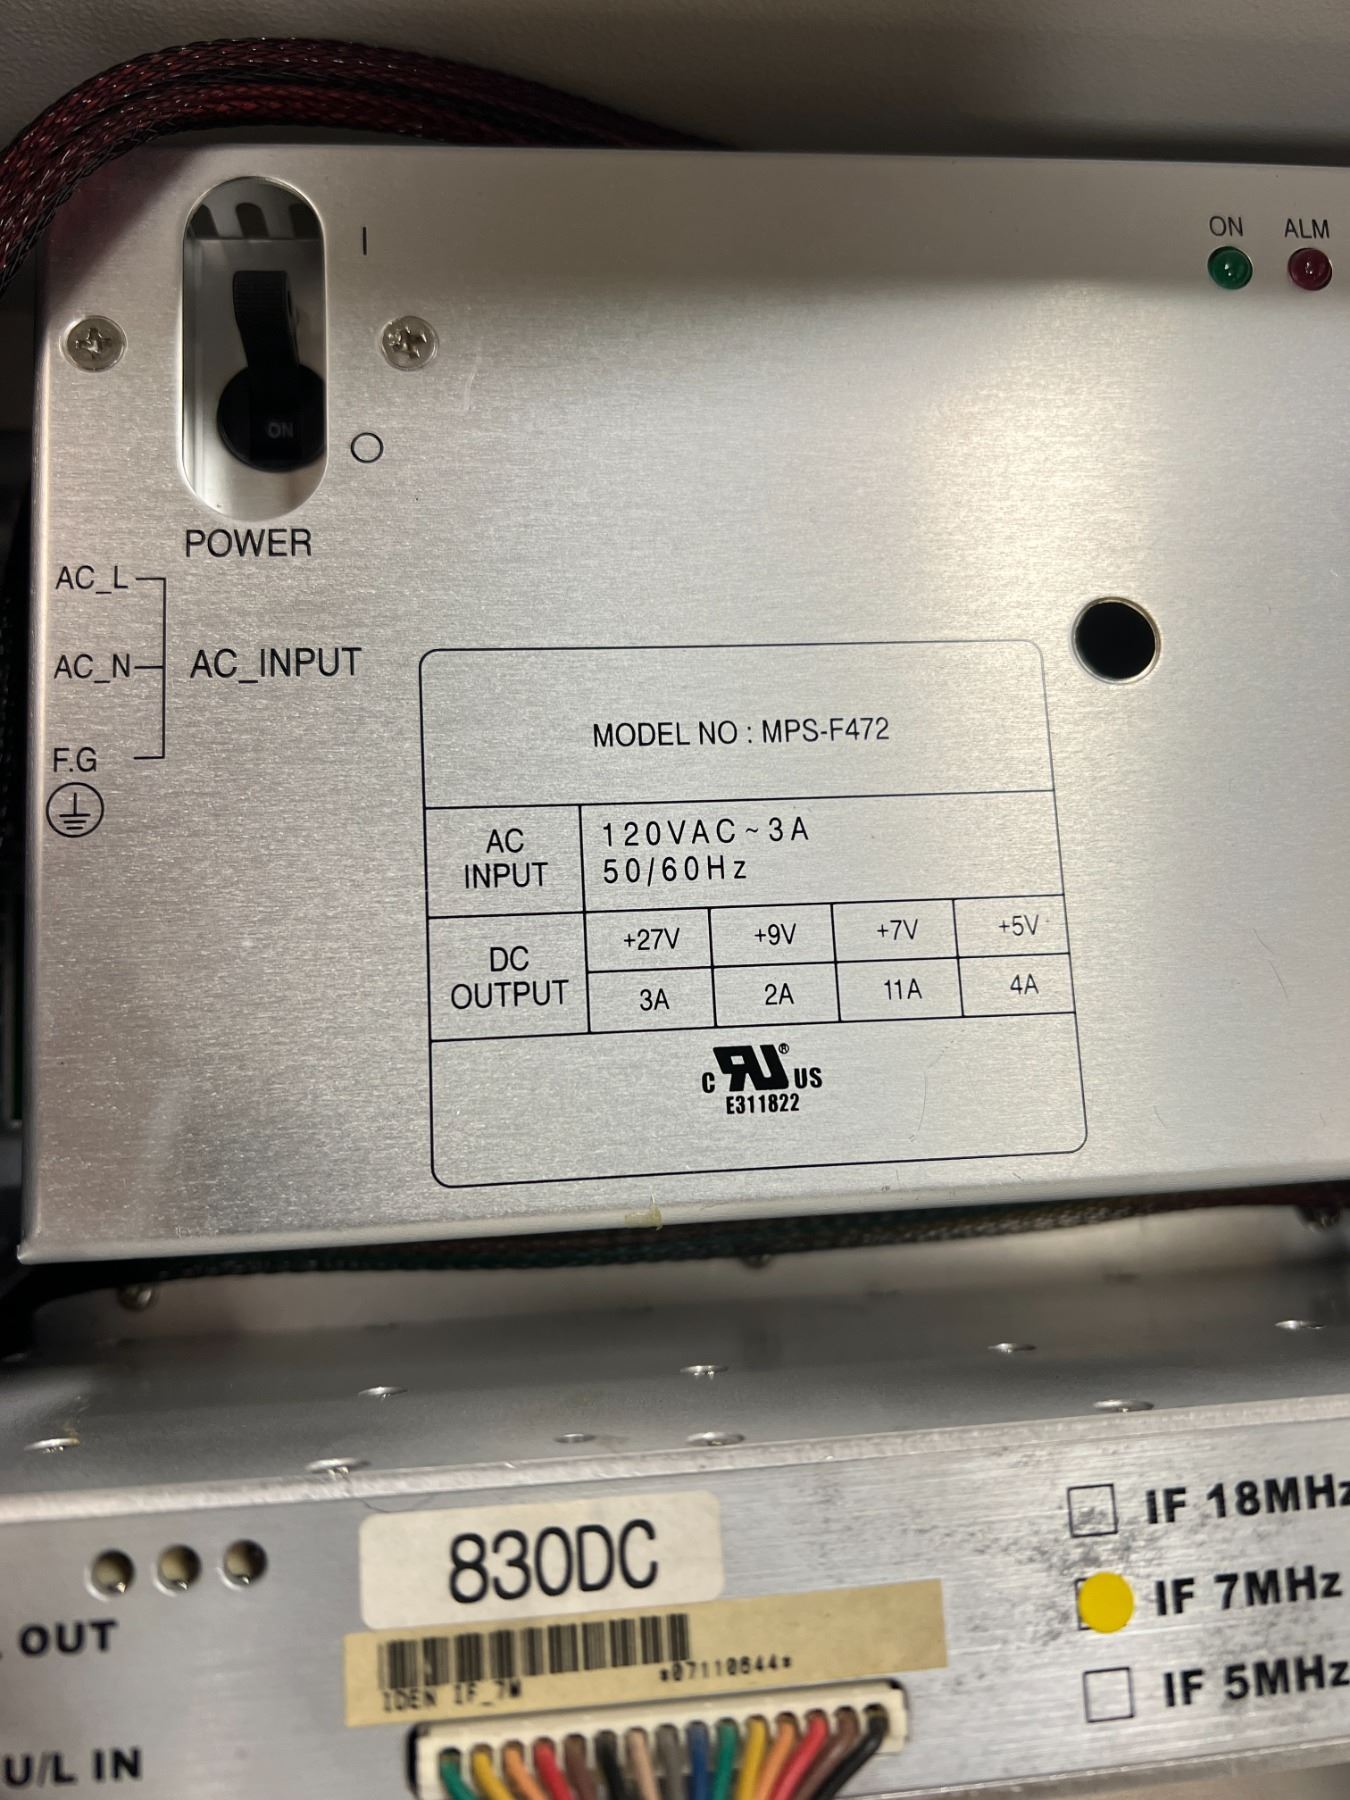 ON ALM
I
ON
O
POWER
AC_L
AC_N
AC_INPUT
F.G
MODEL NO : MPS-F472
AC INPUT
120VAC ~ 3A
50/60Hz
DC OUTPUT
+27V +9V +7V +5V
3A 2A 11A 4A
C RU® US
E311822
830DC
IF 18MHz
IF 7MHz
IF 5MHz
OUT
*07110644*
IDEN IF_7M
U/L IN